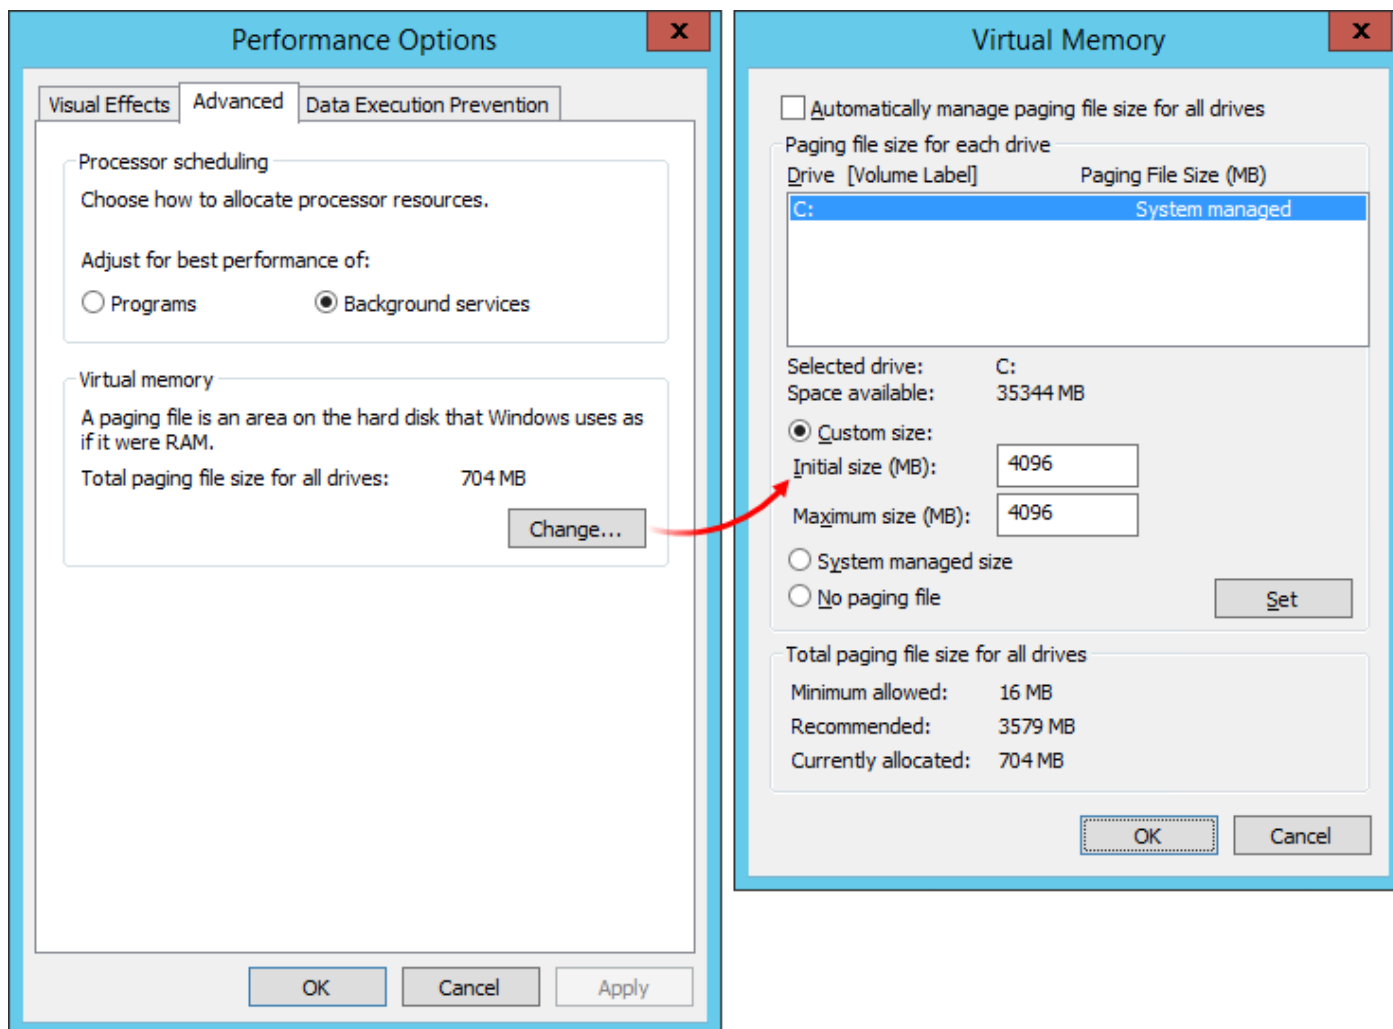 Performance Options
x
Visual Effects
Advanced
Data Execution Prevention
Processor scheduling
Choose how to allocate processor resources.
Adjust for best performance of:
Programs
Background services
Virtual memory
A paging file is an area on the hard disk that Windows uses as
if it were RAM.
Total paging file size for all drives: 704 MB
Change...
OK
Cancel
Apply
Virtual Memory
x
Automatically manage paging file size for all drives
Paging file size for each drive
Drive [Volume Label] Paging File Size (MB)
C: System managed
Selected drive: C:
Space available: 35344 MB
Custom size:
Initial size (MB): 4096
Maximum size (MB): 4096
System managed size
No paging file
Set
Total paging file size for all drives
Minimum allowed: 16 MB
Recommended: 3579 MB
Currently allocated: 704 MB
OK
Cancel